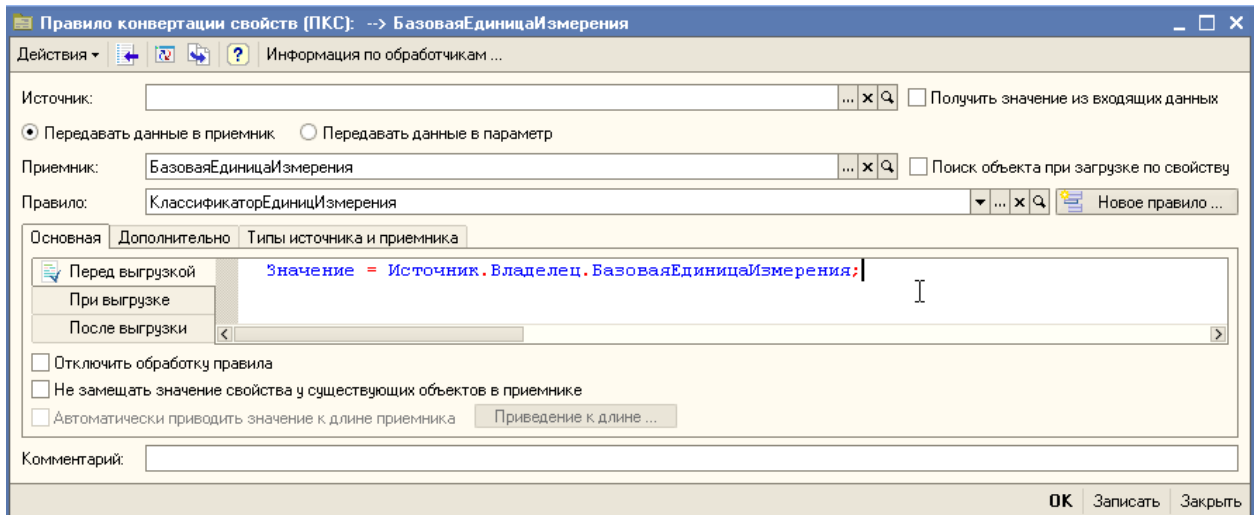 Правило конвертации свойств (ПКС): --> БазоваяЕдиницаИзмерения
Действия ? Информация по обработчикам ...
Источник: ... x Получить значение из входящих данных
Передавать данные в приемник Передавать данные в параметр
Приемник: БазоваяЕдиницаИзмерения ... x Поиск объекта при загрузке по свойству
Правило: КлассификаторЕдиницИзмерения ... x Новое правило ...
Основная Дополнительно Типы источника и приемника
Перед выгрузкой Значение = Источник.Владелец.БазоваяЕдиницаИзмерения;
При выгрузке
После выгрузки
Отключить обработку правила
Не замещать значение свойства у существующих объектов в приемнике
Автоматически приводить значение к длине приемника Приведение к длине ...
Комментарий:
OK Записать Закрыть